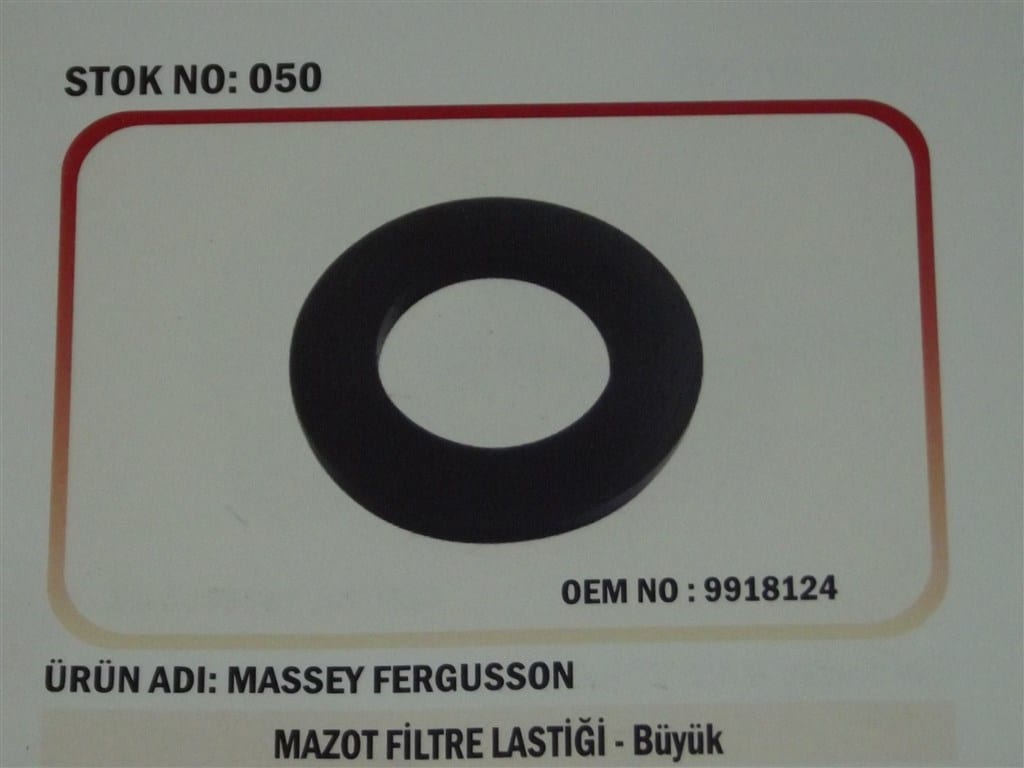 STOK NO: 050
OEM NO : 9918124
ÜRÜN ADI: MASSEY FERGUSSON
MAZOT FİLTRE LASTİĞİ - Büyük